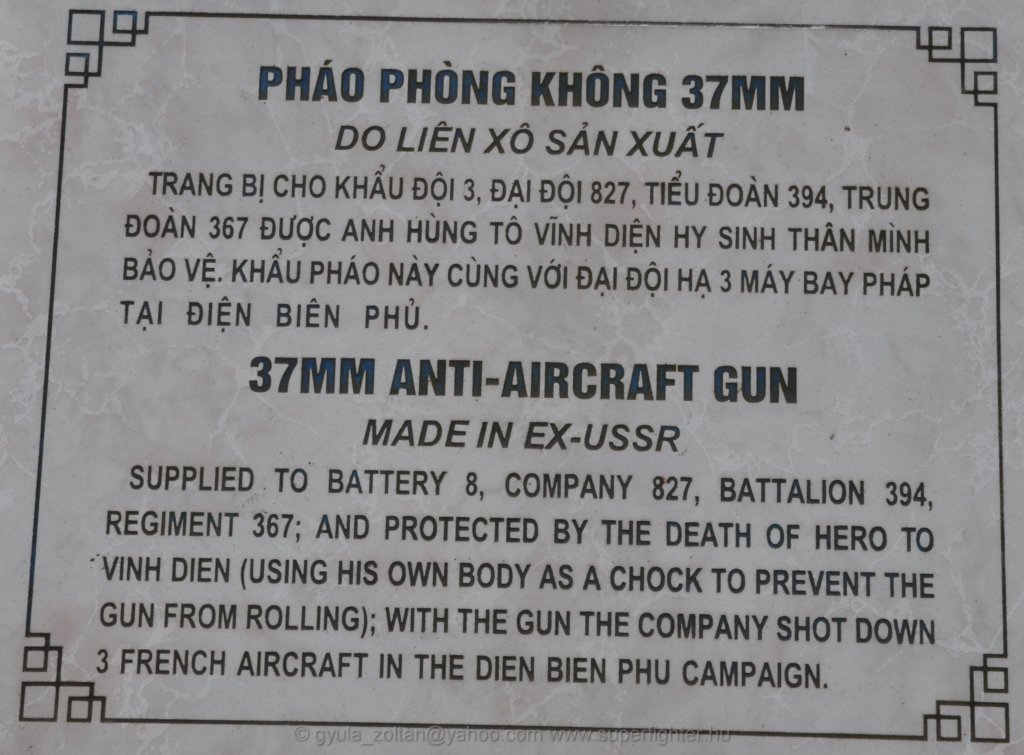 PHÁO PHÒNG KHÔNG 37MM
DO LIÊN XÔ SẢN XUẤT
TRANG BỊ CHO KHẨU ĐỘI 3, ĐẠI ĐỘI 827, TIỂU ĐOÀN 394, TRUNG
ĐOÀN 367 ĐƯỢC ANH HÙNG TÔ VĨNH DIỆN HY SINH THÂN MÌNH
BẢO VỆ. KHẨU PHÁO NÀY CÙNG VỚI ĐẠI ĐỘI HẠ 3 MÁY BAY PHÁP
TẠI ĐIỆN BIÊN PHỦ.
37MM ANTI-AIRCRAFT GUN
MADE IN EX-USSR
SUPPLIED TO BATTERY 8, COMPANY 827, BATTALION 394,
REGIMENT 367; AND PROTECTED BY THE DEATH OF HERO TO
VINH DIEN (USING HIS OWN BODY AS A CHOCK TO PREVENT THE
GUN FROM ROLLING); WITH THE GUN THE COMPANY SHOT DOWN
3 FRENCH AIRCRAFT IN THE DIEN BIEN PHU CAMPAIGN.
© gyula_zoltan@yahoo.com www.superfighter.hu